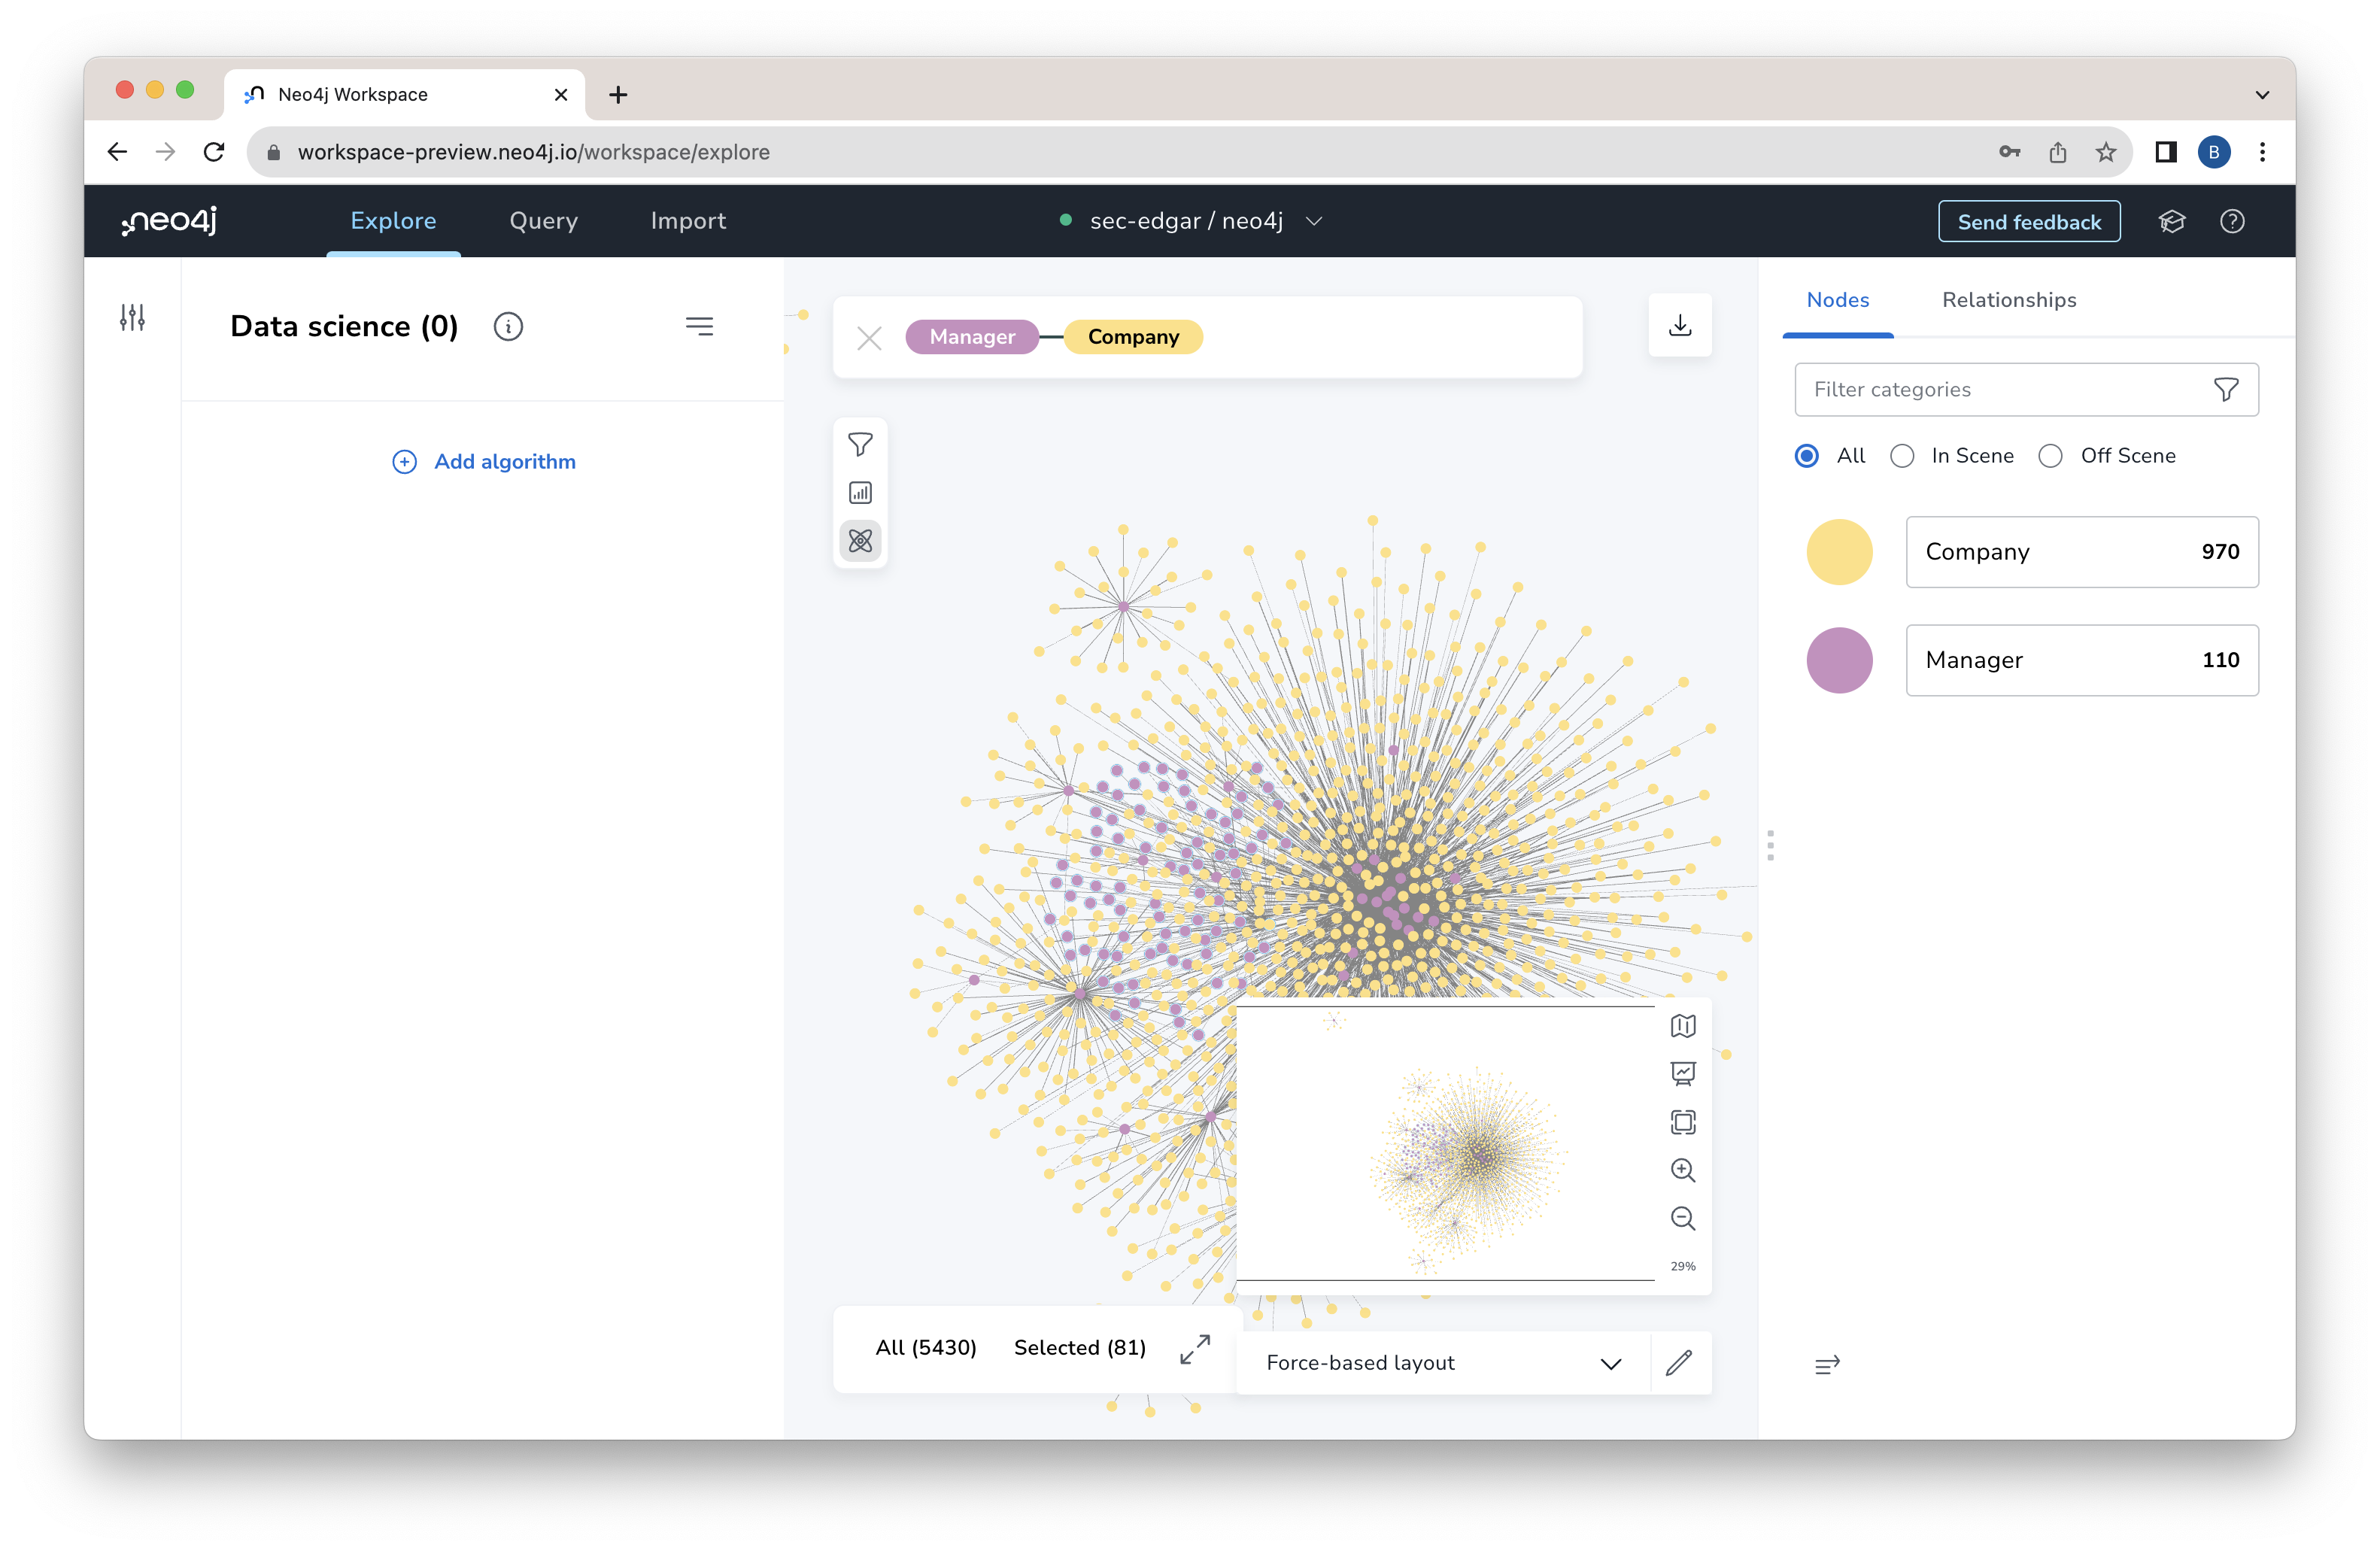 Neo4j Workspace
workspace-preview.neo4j.io/workspace/explore
B
neo4j
Explore
Query
Import
sec-edgar / neo4j
Send feedback
Data science (0)
Add algorithm
Manager
Company
Nodes
Relationships
Filter categories
All
In Scene
Off Scene
Company 970
Manager 110
29%
All (5430)
Selected (81)
Force-based layout